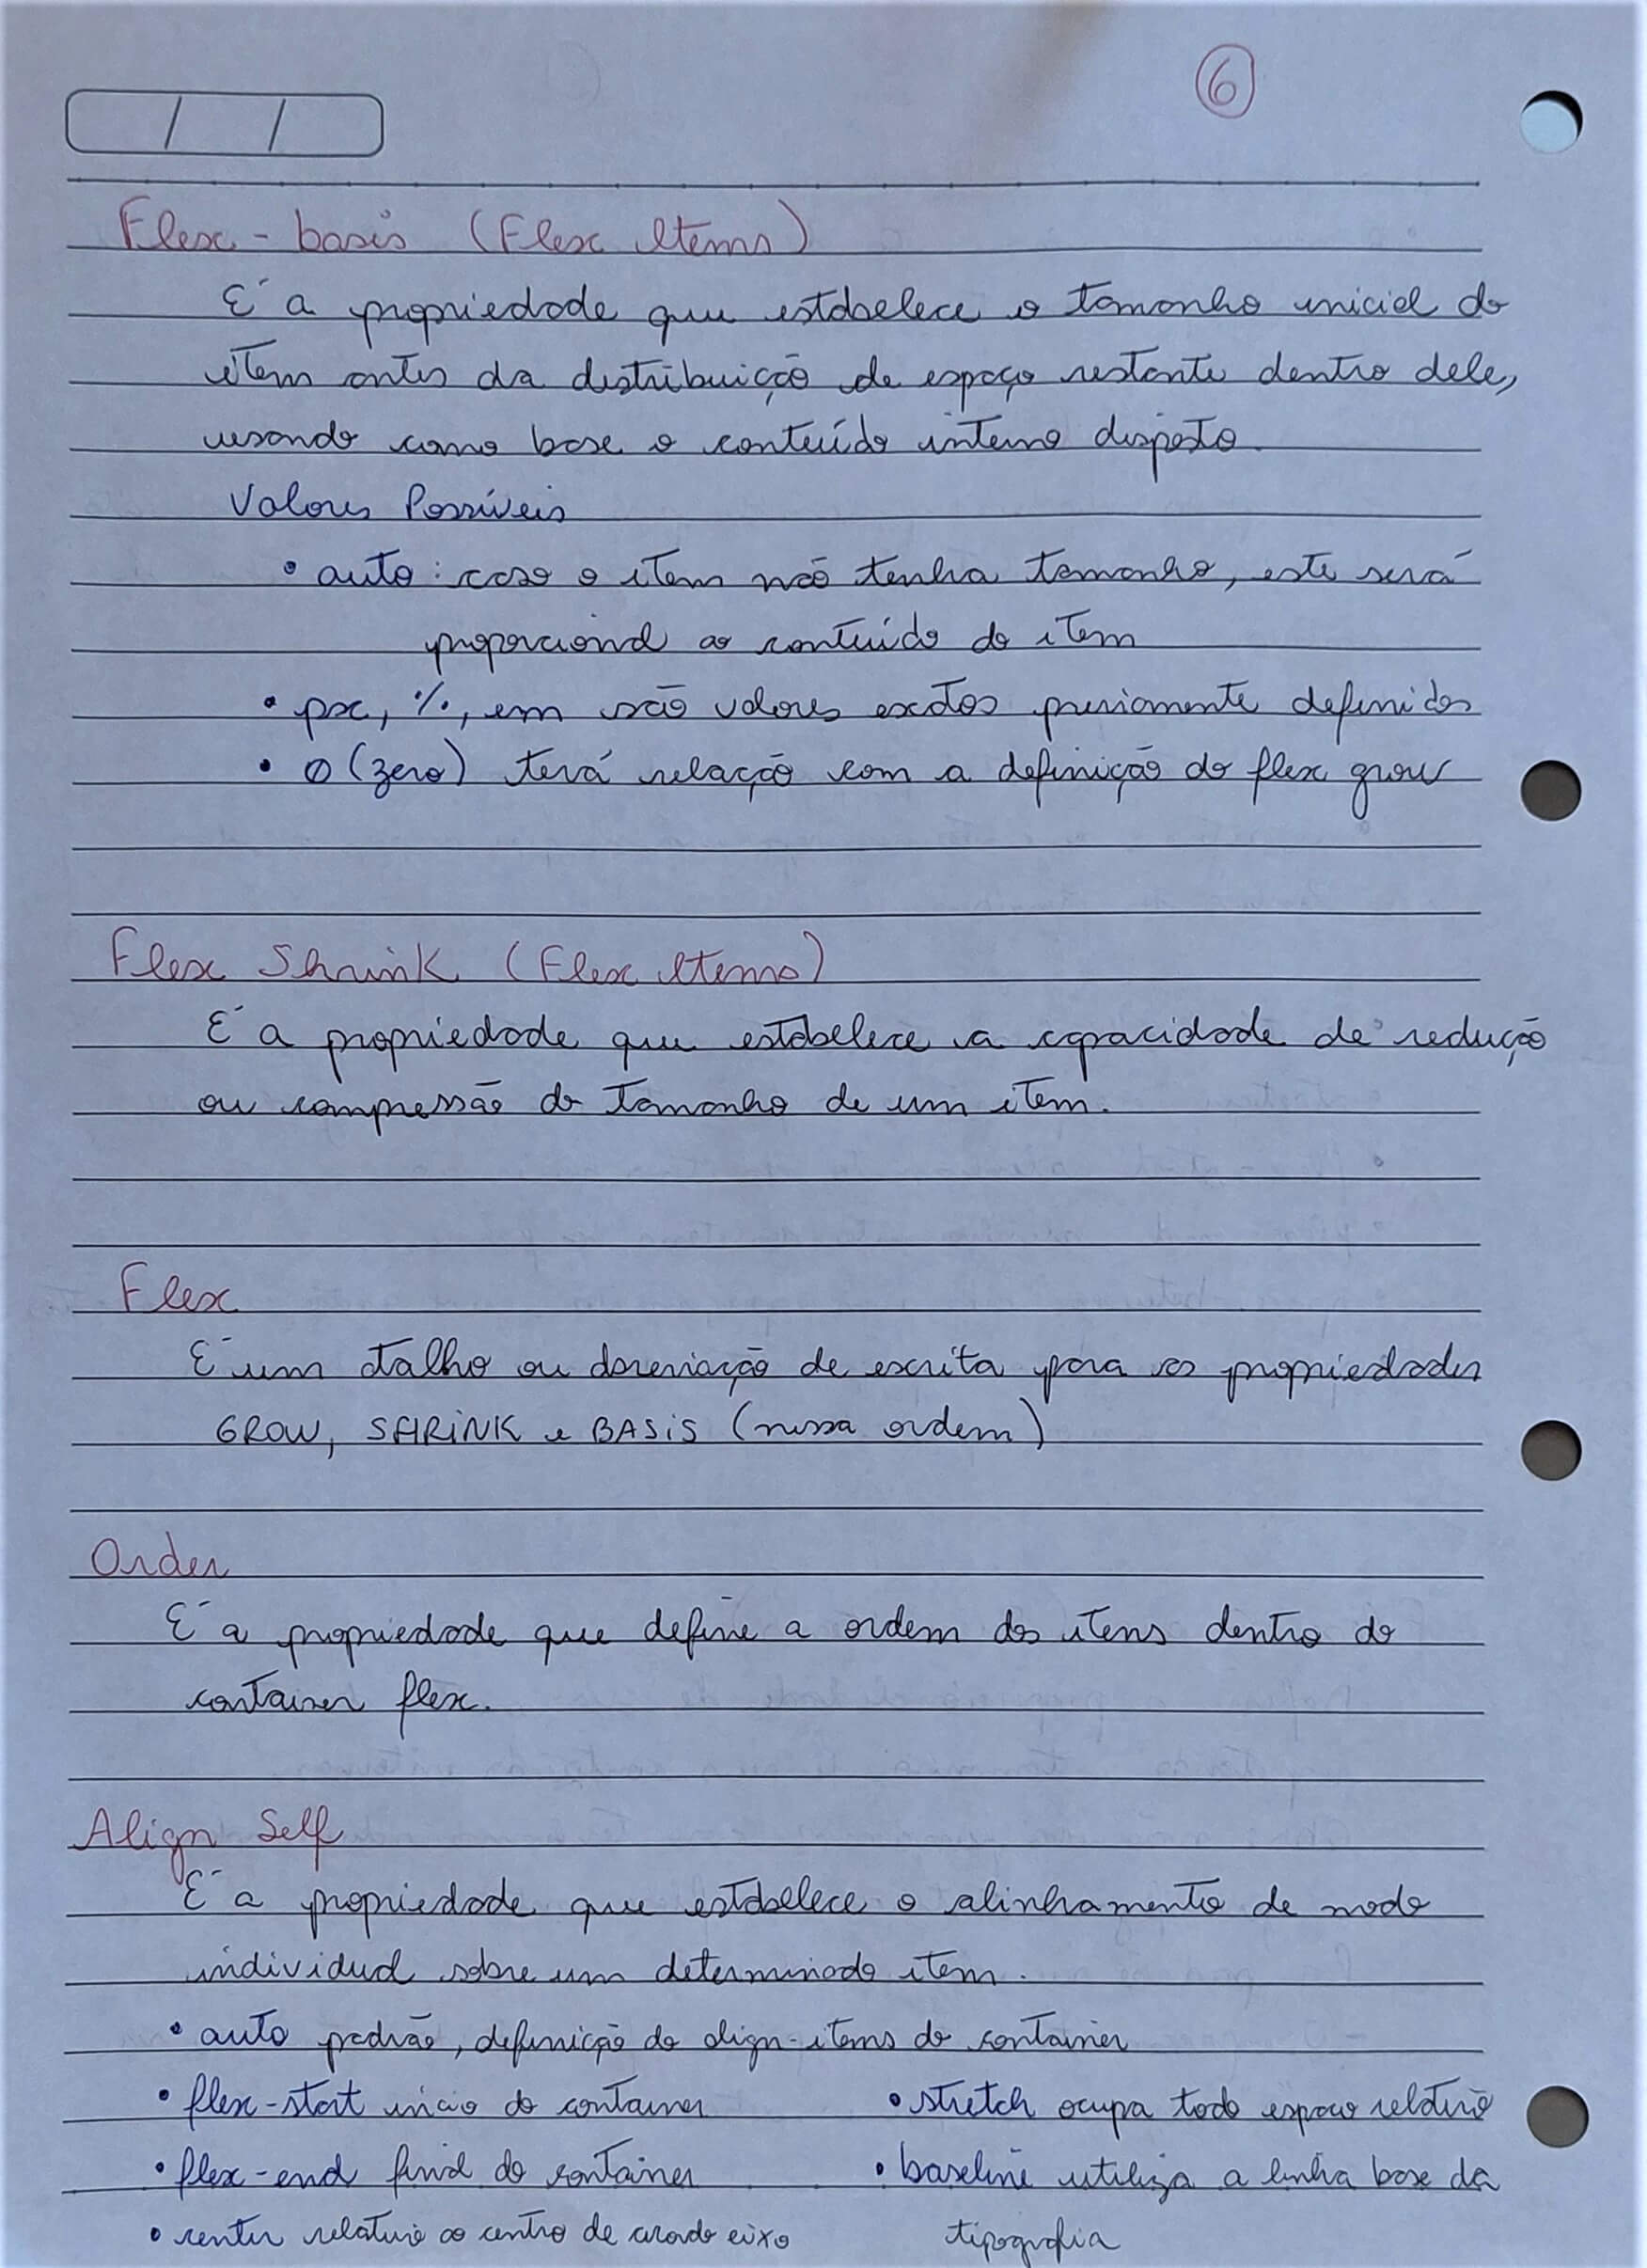 6
/ /
Flex-basis (Flex Items)
É a propriedade que estabelece o tamanho inicial do
item antes da distribuição de espaço restante dentro dele,
usando como base o conteúdo interno disposto.
Valores Possíveis
• auto: caso o item não tenha tamanho, este será
proporcional ao conteúdo do item
• px, %, em são valores exatos previamente definidos
• 0 (zero) terá relação com a definição do flex grow
Flex Shrink (Flex Items)
É a propriedade que estabelece a capacidade de redução
ou compressão do tamanho de um item.
Flex
É um atalho ou abreviação de escrita para as propriedades
GROW, SHRINK e BASIS (nessa ordem)
Order
É a propriedade que define a ordem dos itens dentro do
container flex.
Align Self
É a propriedade que estabelece o alinhamento de modo
individual sobre um determinado item.
• auto padrão, definição do align-items do container
• flex-start início do container • stretch ocupa todo espaço relativo
• flex-end final do container • baseline utiliza a linha base da
• center relativo ao centro de acordo eixo tipografia